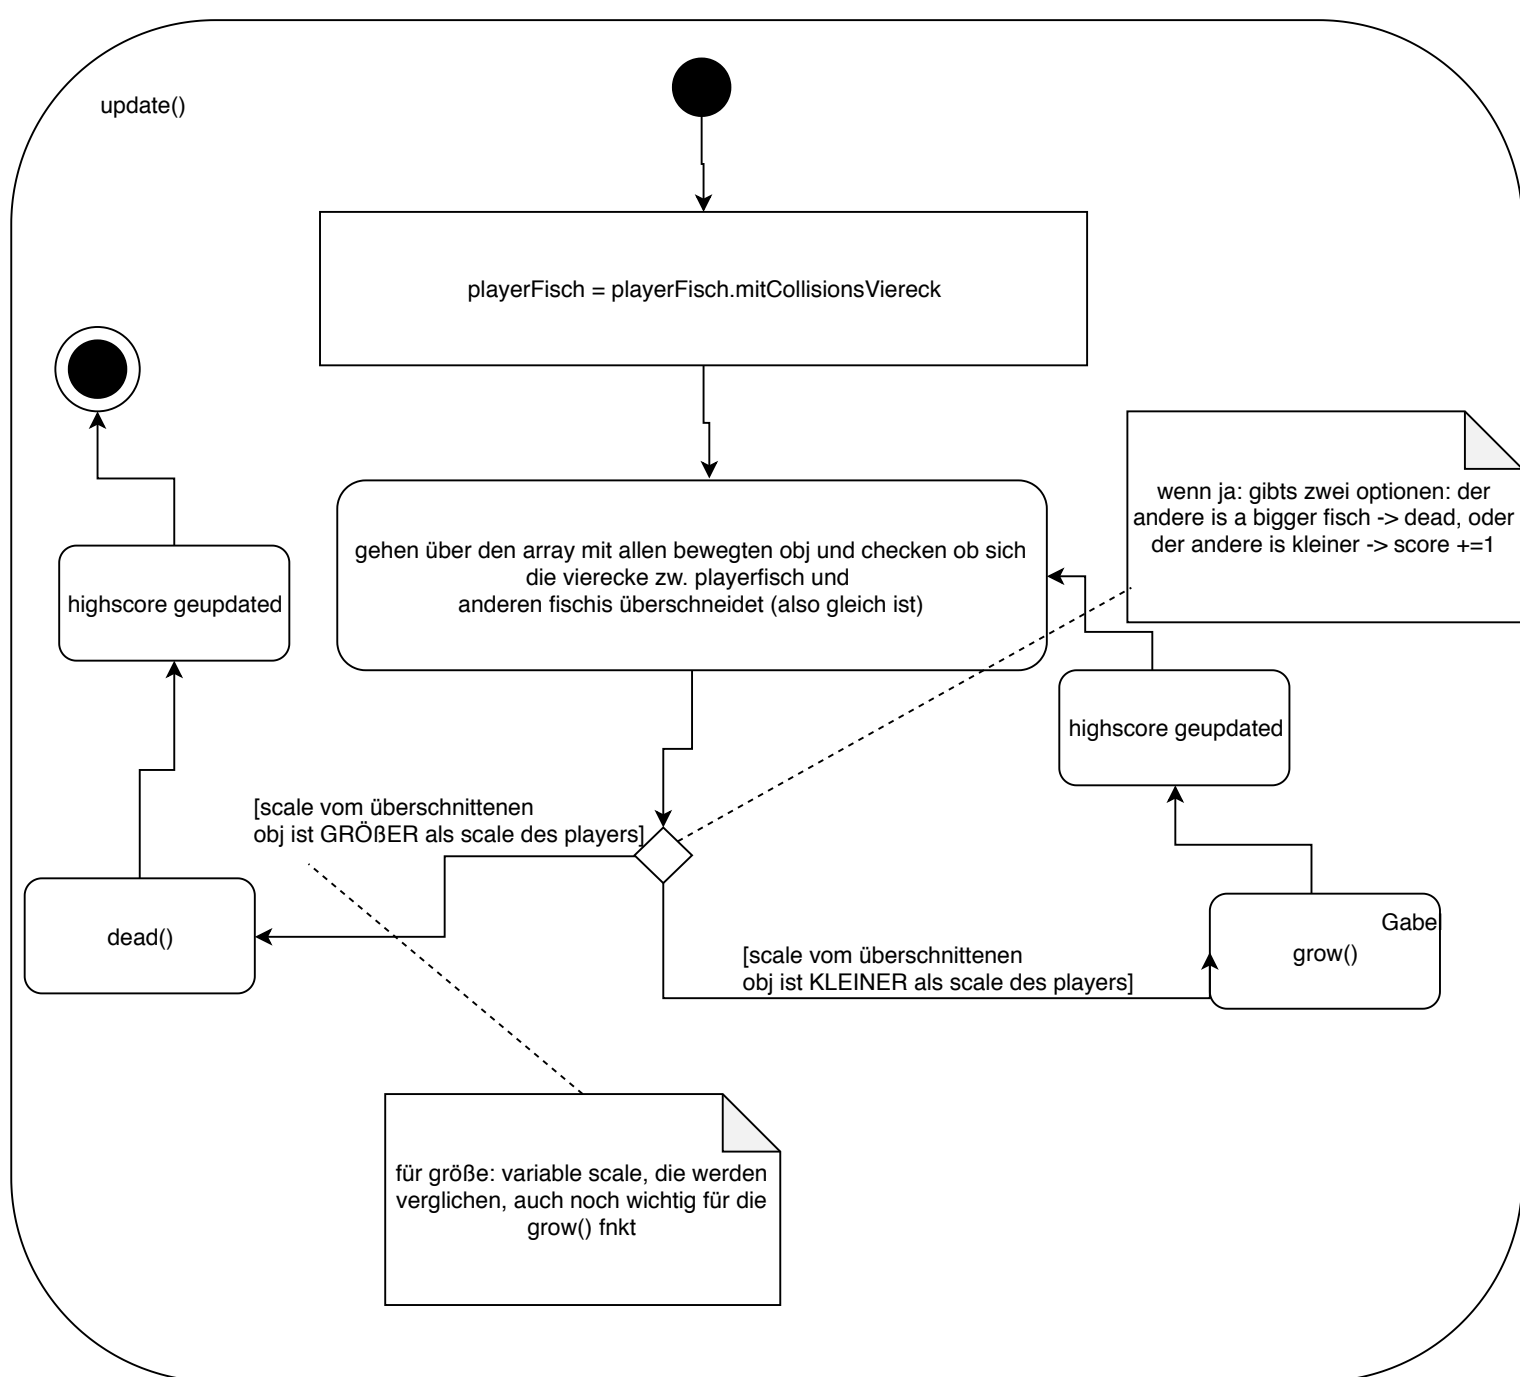 update()
playerFisch = playerFisch.mitCollisionsViereck
wenn ja: gibts zwei optionen: der
andere is a bigger fisch -> dead, oder
der andere is kleiner -> score +=1
gehen über den array mit allen bewegten obj und checken ob sich
die vierecke zw. playerfisch und
anderen fischis überschneidet (also gleich ist)
highscore geupdated
highscore geupdated
[scale vom überschnittenen
obj ist GRÖßER als scale des players]
dead()
Gabel
grow()
[scale vom überschnittenen
obj ist KLEINER als scale des players]
für größe: variable scale, die werden
verglichen, auch noch wichtig für die
grow() fnkt